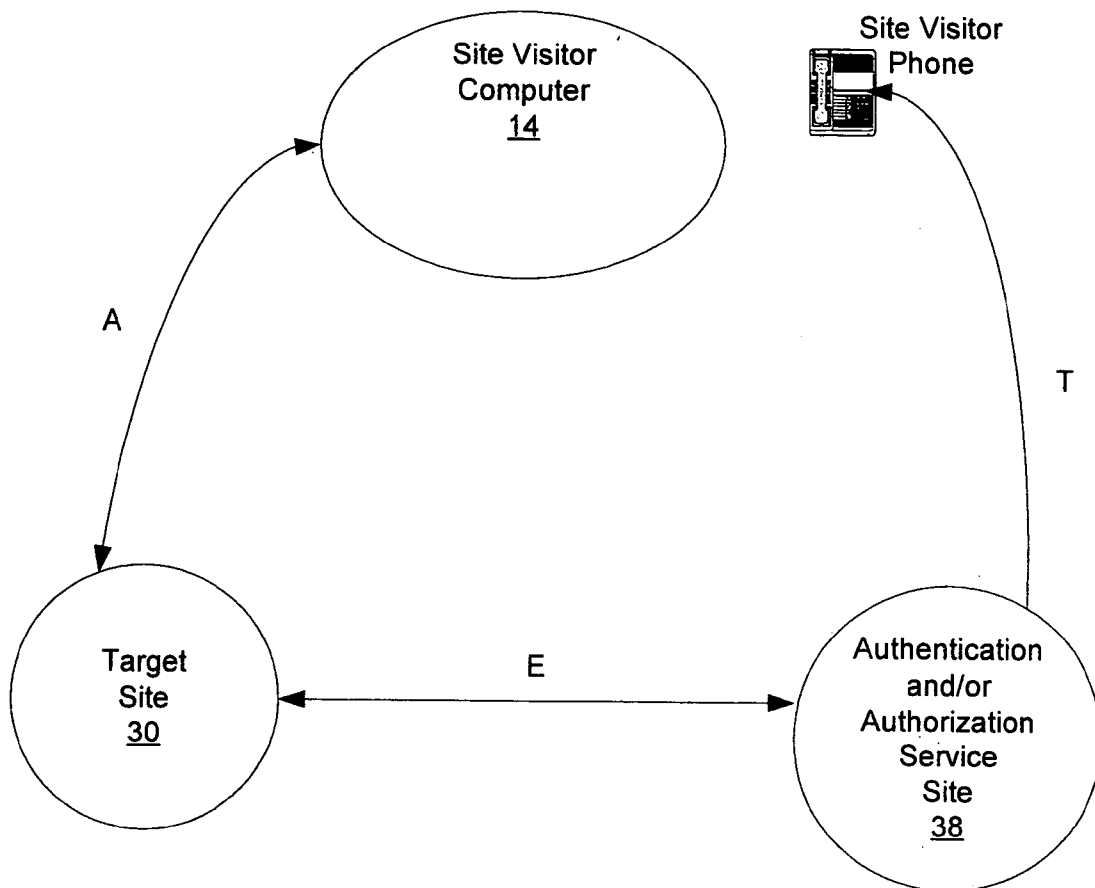 Site Visitor
Computer
14
Site Visitor
Phone
A
T
Target
Site
30
E
Authentication
and/or
Authorization
Service
Site
38